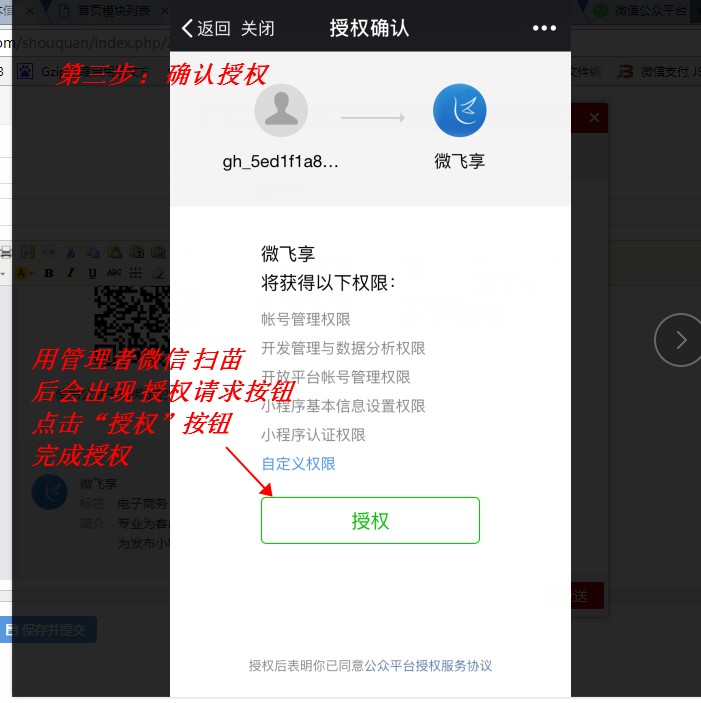 首页模块列表
微信公众平台
om/shouquan/index.php/
返回 关闭
授权确认
第三步：确认授权
微信支付 JS
gh_5ed1f1a8...
微飞享
微飞享
将获得以下权限：
帐号管理权限
开发管理与数据分析权限
开放平台帐号管理权限
小程序基本信息设置权限
小程序认证权限
自定义权限
用管理者微信 扫苗
后会出现 授权请求按钮
点击“授权”按钮
完成授权
微飞享
标签 电子商务
简介 专业为客
为发布小
授权
送
保存并提交
授权后表明你已同意公众平台授权服务协议